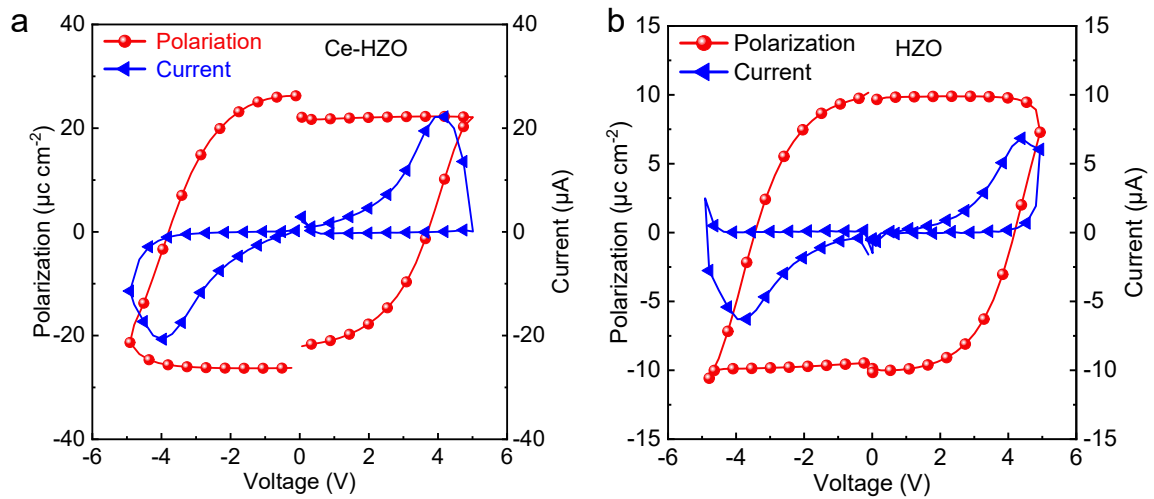 a
Ce-HZO
Polariation
Current
Polarization (μc cm-2)
40
20
0
-20
-40
-6
-4
-2
0
2
4
6
Voltage (V)
40
20
0
-20
-40
Current (μA)
b
HZO
Polarization
Current
Polarization (μc cm-2)
15
10
5
0
-5
-10
-15
-6
-4
-2
0
2
4
6
Voltage (V)
15
10
5
0
-5
-10
-15
Current (μA)